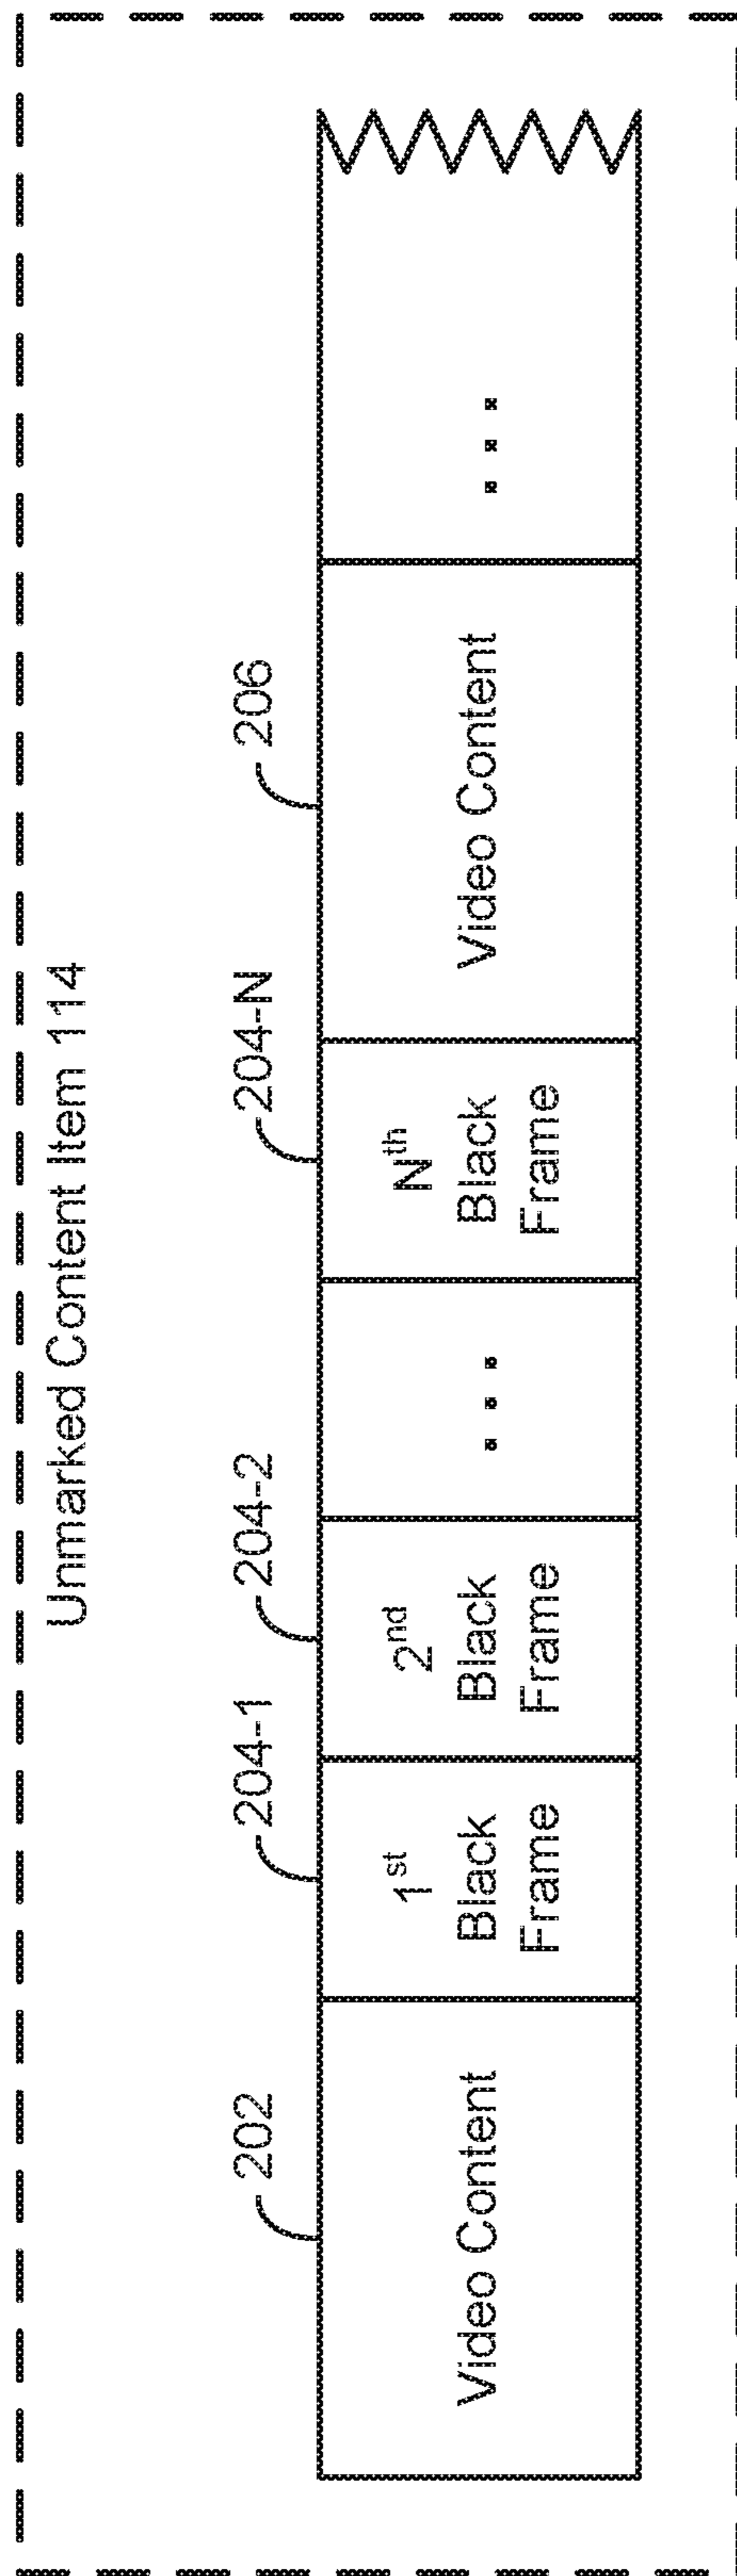 Unmarked Content Item 114
202
204-1
204-2
204-N
206
Video Content
1st
Black
Frame
2nd
Black
Frame
. . .
Nth
Black
Frame
Video Content
. . .